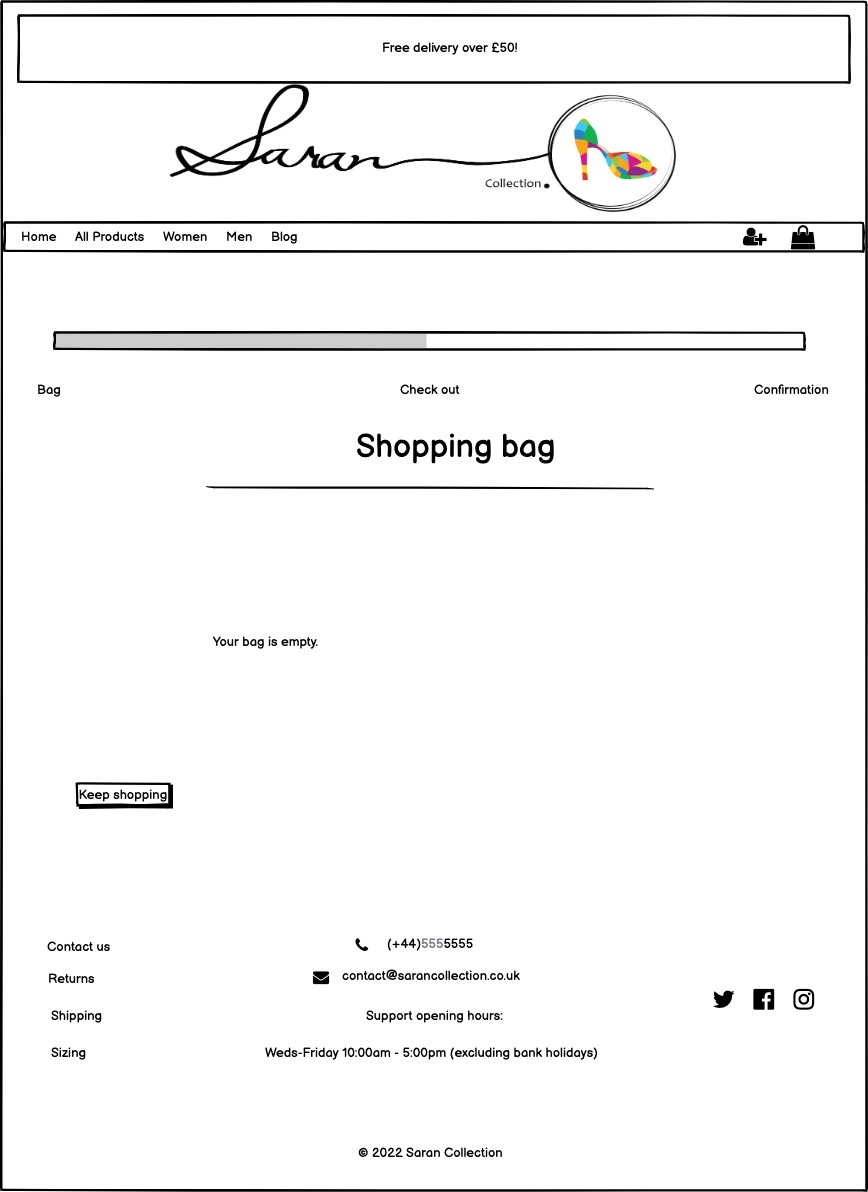 Free delivery over £50!
Saran
Collection.
Home All Products Women Men Blog
Bag Check out Confirmation
Shopping bag
Your bag is empty.
Keep shopping
Contact us
Returns
Shipping
Sizing
(+44)5555555
contact@sarancollection.co.uk
Support opening hours:
Weds-Friday 10:00am - 5:00pm (excluding bank holidays)
© 2022 Saran Collection